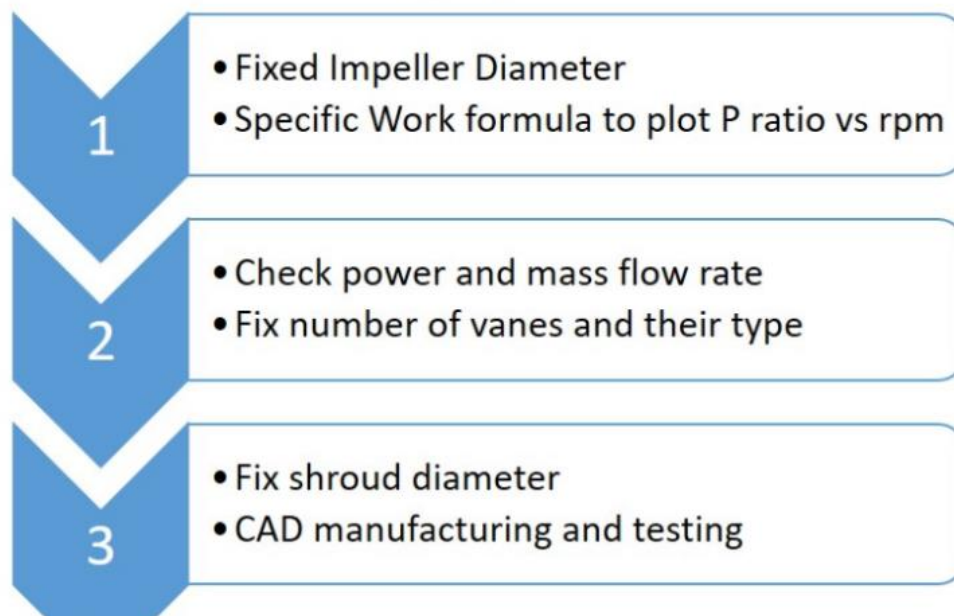 1
• Fixed Impeller Diameter
• Specific Work formula to plot P ratio vs rpm
2
• Check power and mass flow rate
• Fix number of vanes and their type
3
• Fix shroud diameter
• CAD manufacturing and testing